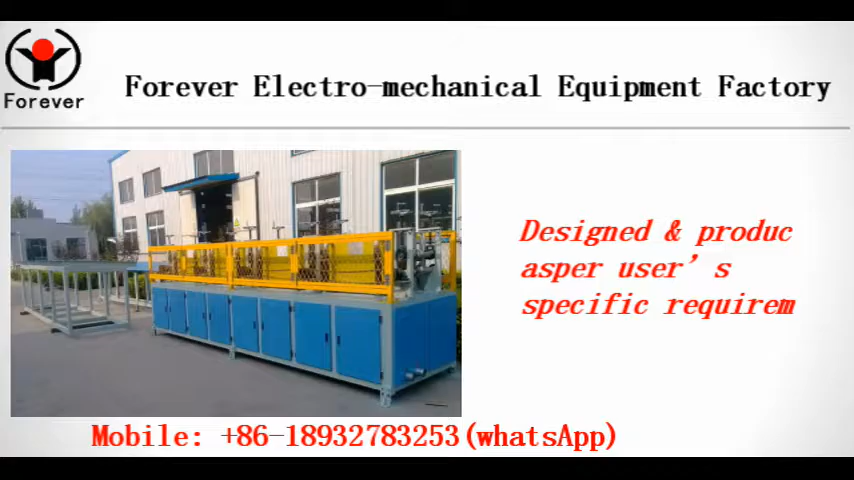 Forever
Forever Electro-mechanical Equipment Factory
Designed & produc
asper user's
specific requirem
Mobile: +86-18932783253(whatsApp)